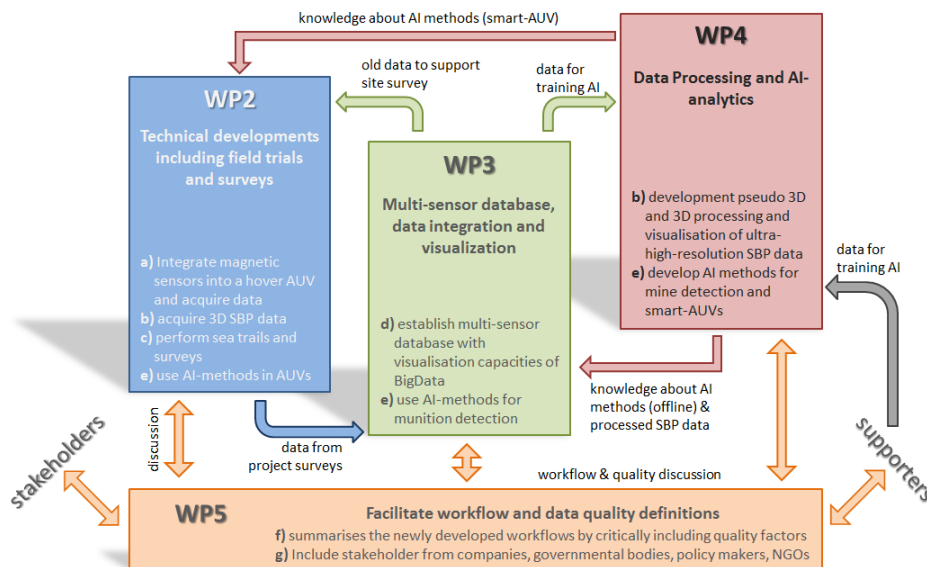 knowledge about AI methods (smart-AUV)
WP4
Data Processing and AI-
analytics
b) development pseudo 3D
and 3D processing and
visualisation of ultra-
high-resolution SBP data
e) develop AI methods for
mine detection and
smart-AUVs
old data to support
site survey
data for
training AI
WP2
Technical developments
including field trials
and surveys
a) Integrate magnetic
sensors into a hover AUV
and acquire data
b) acquire 3D SBP data
c) perform sea trails and
surveys
e) use AI-methods in AUVs
WP3
Multi-sensor database,
data integration and
visualization
d) establish multi-sensor
database with
visualisation capacities of
BigData
e) use AI-methods for
munition detection
data for
training AI
knowledge about AI
methods (offline) &
processed SBP data
data from
project surveys
discussion
stakeholders
supporters
workflow & quality discussion
WP5
Facilitate workflow and data quality definitions
f) summarises the newly developed workflows by critically including quality factors
g) Include stakeholder from companies, governmental bodies, policy makers, NGOs